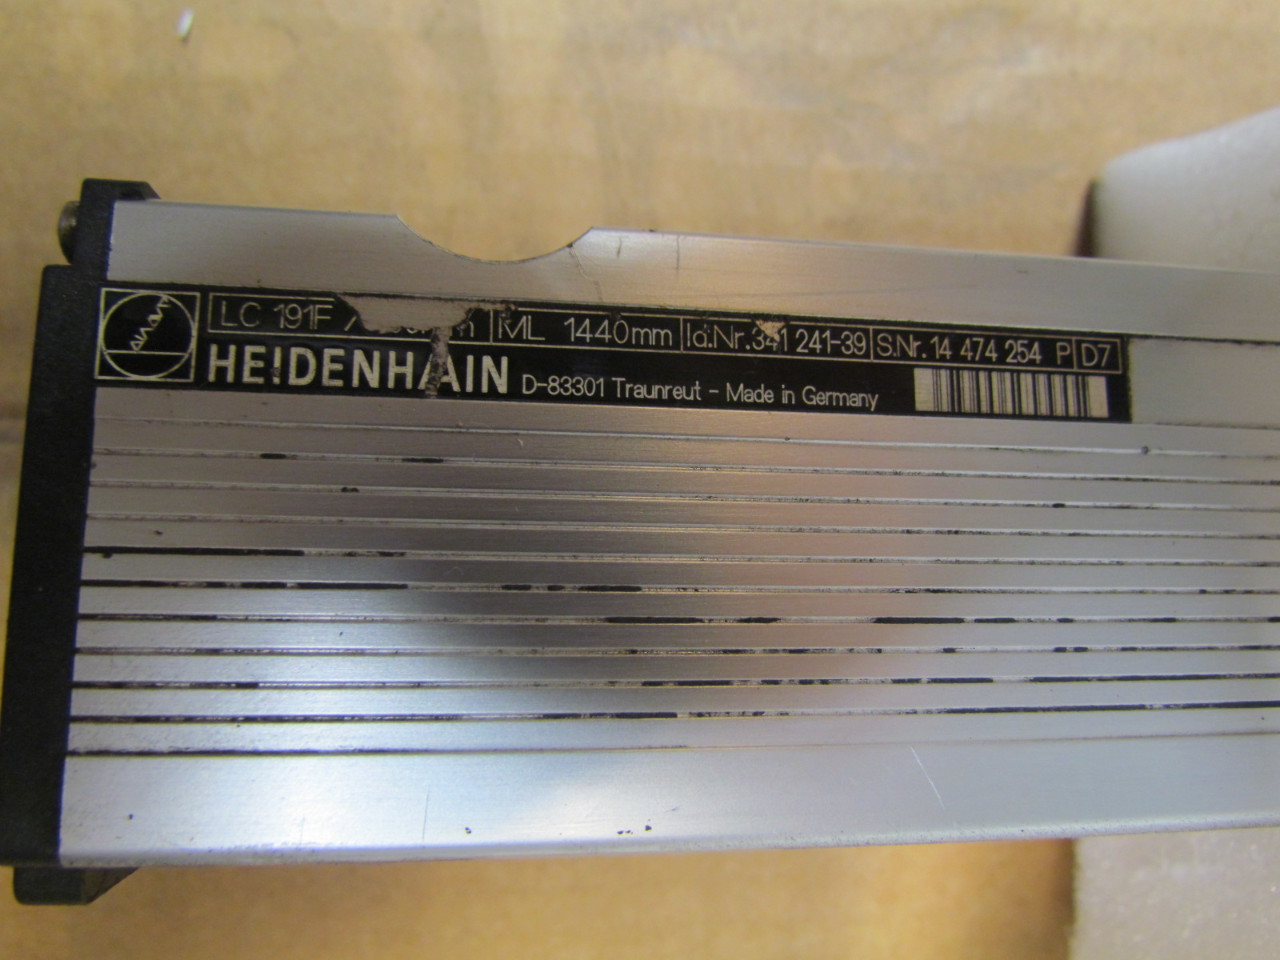 LC 191F ML 1440mm Id.Nr. 341 241-39 S.Nr. 14 474 254 P D7
HEIDENHAIN D-83301 Traunreut - Made in Germany